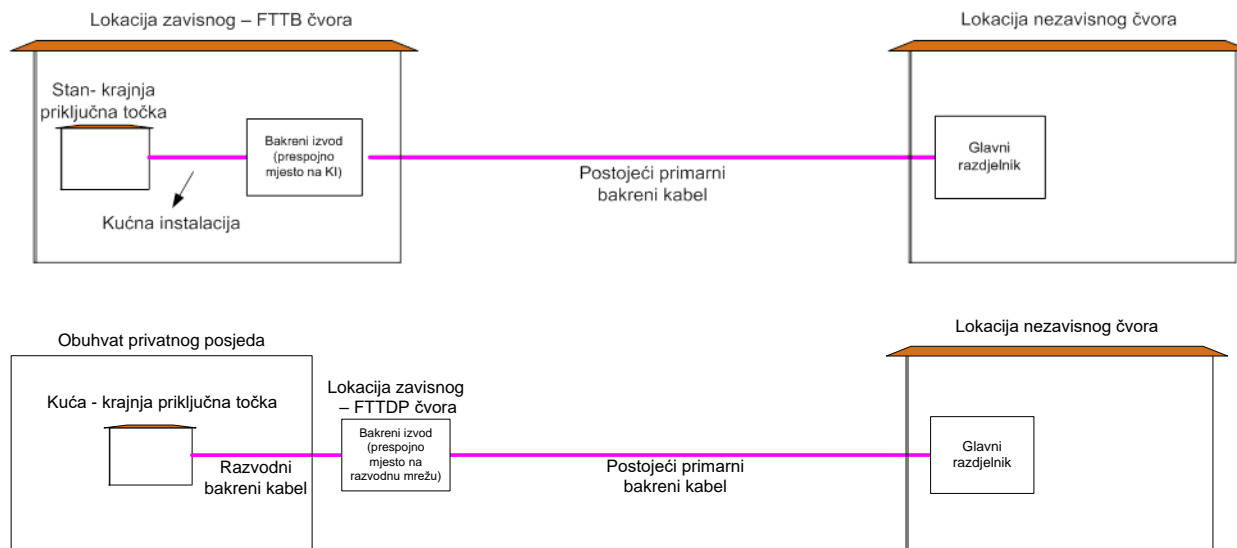 Lokacija zavisnog – FTTB čvora
Lokacija nezavisnog čvora
Stan- krajnja
priključna točka
Bakreni izvod
(prespojno
mjesto na KI)
Kućna instalacija
Postojeći primarni
bakreni kabel
Glavni
razdjelnik
Obuhvat privatnog posjeda
Lokacija nezavisnog čvora
Kuća - krajnja priključna točka
Lokacija zavisnog
– FTTDP čvora
Bakreni izvod
(prespojno
mjesto na
razvodnu mrežu)
Razvodni
bakreni kabel
Postojeći primarni
bakreni kabel
Glavni
razdjelnik